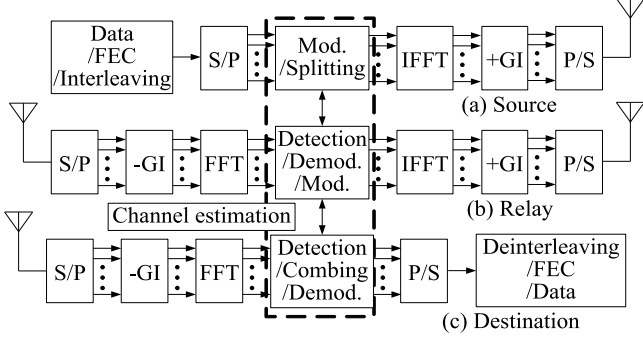 Data
/FEC
/Interleaving
S/P
Mod.
/Splitting
IFFT
+GI
P/S
(a) Source
S/P
-GI
FFT
Detection
/Demod.
/Mod.
IFFT
+GI
P/S
(b) Relay
Channel estimation
S/P
-GI
FFT
Detection
/Combing
/Demod.
P/S
Deinterleaving
/FEC
/Data
(c) Destination